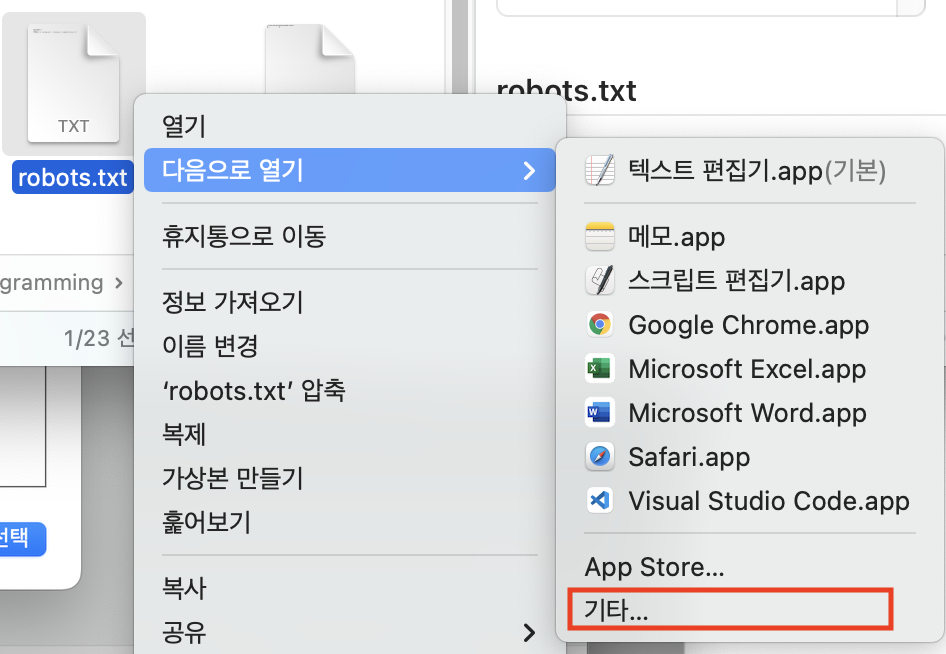 robots.txt
TXT
robots.txt
gramming
1/23 선
선택
열기
다음으로 열기
휴지통으로 이동
정보 가져오기
이름 변경
‘robots.txt’ 압축
복제
가상본 만들기
훑어보기
복사
공유
텍스트 편집기.app(기본)
메모.app
스크립트 편집기.app
Google Chrome.app
Microsoft Excel.app
Microsoft Word.app
Safari.app
Visual Studio Code.app
App Store...
기타...